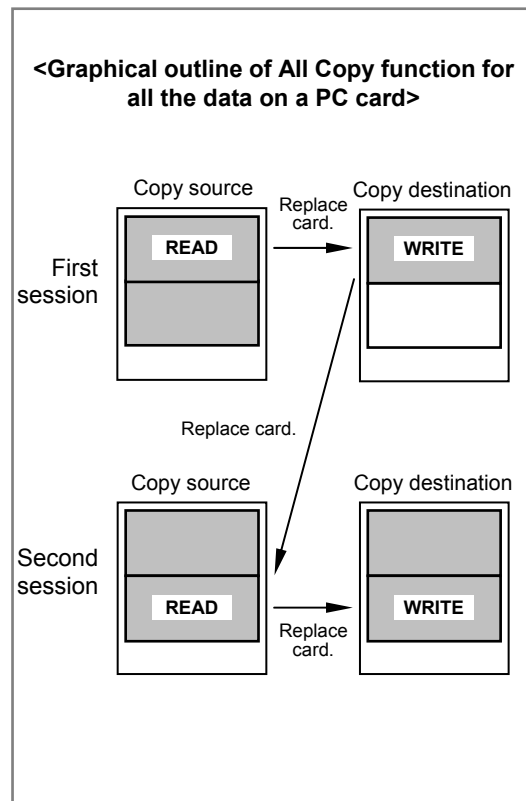 <Graphical outline of All Copy function for
all the data on a PC card>
Copy source
Replace
card.
Copy destination
First
session
READ
WRITE
Replace card.
Copy source
Copy destination
Second
session
READ
WRITE
Replace
card.